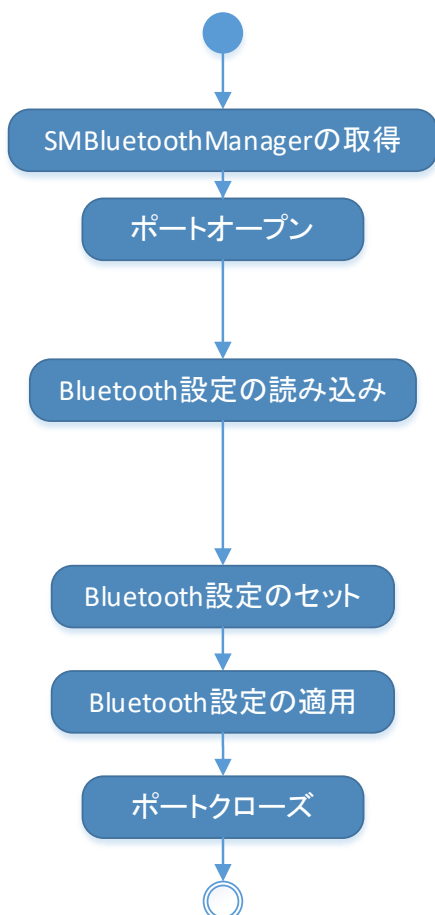 SMBluetoothManagerの取得
ポートオープン
Bluetooth設定の読み込み
Bluetooth設定のセット
Bluetooth設定の適用
ポートクローズ